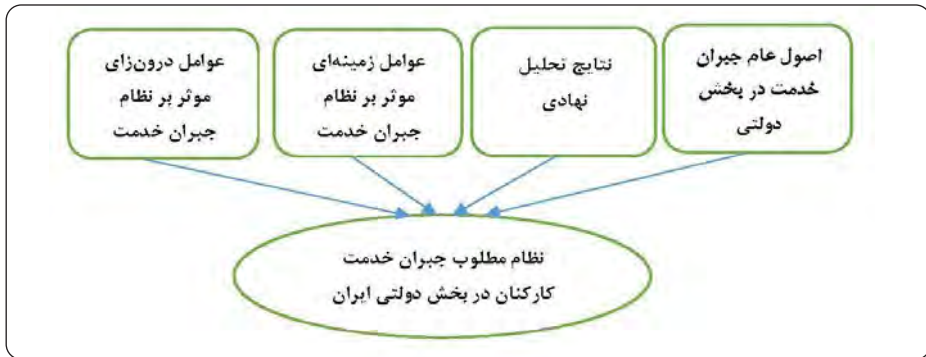 اصول عام جبران
خدمت در بخش
دولتی
نتایج تحلیل
نهادی
عوامل زمینه‌ای
موثر بر نظام
جبران خدمت
عوامل درون‌زای
موثر بر نظام
جبران خدمت
نظام مطلوب جبران خدمت
کارکنان در بخش دولتی ایران